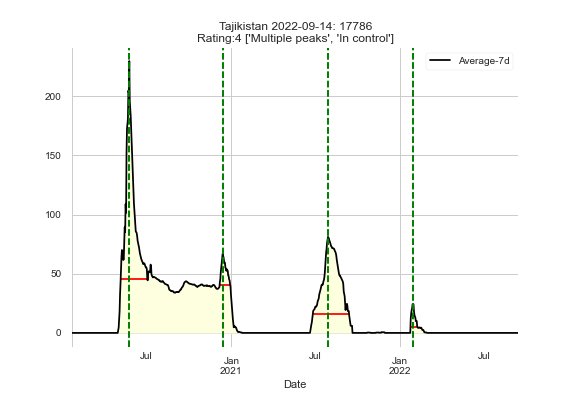 Tajikistan 2022-09-14: 17786
Rating:4 ['Multiple peaks', 'In control']
Average-7d
200
150
100
50
0
Jul
Jan
2021
Jul
Jan
2022
Jul
Date